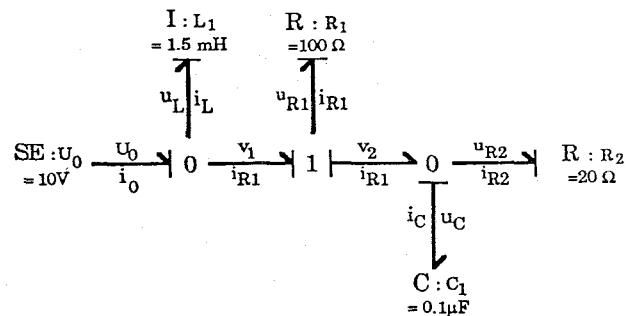 I : L1
= 1.5 mH
R : R1
=100 Ω
uL iL
uR1 iR1
SE : U0
= 10V
U0
i0
0
v1
iR1
1
v2
iR1
0
uR2
iR2
R : R2
=20 Ω
iC uC
C : C1
= 0.1μF